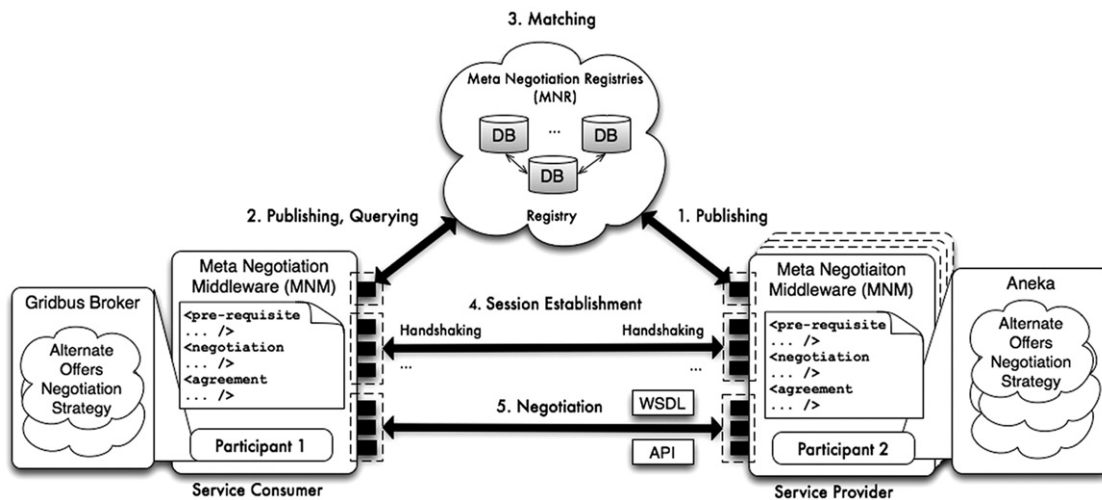 3. Matching
Meta Negotiation Registries
(MNR)
DB
...
DB
DB
Registry
2. Publishing, Querying
1. Publishing
Gridbus Broker
Alternate
Offers
Negotiation
Strategy
Meta Negotiation
Middleware (MNM)
<pre-requisite
... />
<negotiation
... />
<agreement
... />
Participant 1
Service Consumer
4. Session Establishment
Handshaking
Handshaking
...
...
5. Negotiation
WSDL
API
Meta Negotiaiton
Middleware (MNM)
<pre-requisite
... />
<negotiation
... />
<agreement
... />
Participant 2
Service Provider
Aneka
Alternate
Offers
Negotiation
Strategy